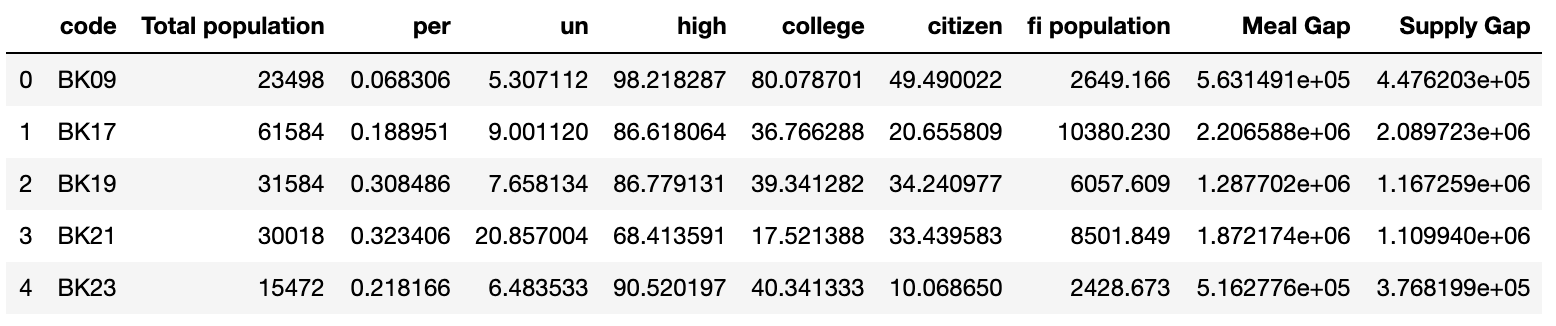 code Total population per un high college citizen fi population Meal Gap Supply Gap
0 BK09 23498 0.068306 5.307112 98.218287 80.078701 49.490022 2649.166 5.631491e+05 4.476203e+05
1 BK17 61584 0.188951 9.001120 86.618064 36.766288 20.655809 10380.230 2.206588e+06 2.089723e+06
2 BK19 31584 0.308486 7.658134 86.779131 39.341282 34.240977 6057.609 1.287702e+06 1.167259e+06
3 BK21 30018 0.323406 20.857004 68.413591 17.521388 33.439583 8501.849 1.872174e+06 1.109940e+06
4 BK23 15472 0.218166 6.483533 90.520197 40.341333 10.068650 2428.673 5.162776e+05 3.768199e+05